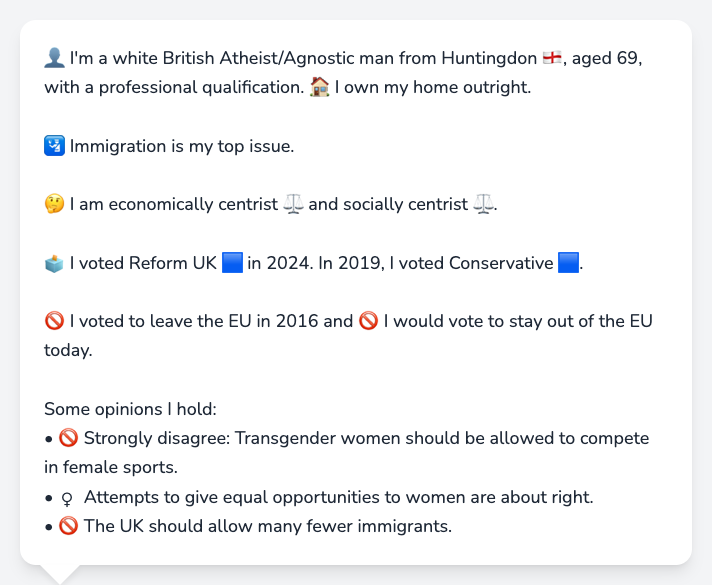 👤 I'm a white British Atheist/Agnostic man from Huntingdon 🏴󠁧󠁢󠁥󠁮󠁧󠁿, aged 69,
with a professional qualification. 🏠 I own my home outright.
🛂 Immigration is my top issue.
🤔 I am economically centrist ⚖️ and socially centrist ⚖️.
🗳️ I voted Reform UK 🟦 in 2024. In 2019, I voted Conservative 🟦.
🚫 I voted to leave the EU in 2016 and 🚫 I would vote to stay out of the EU
today.
Some opinions I hold:
• 🚫 Strongly disagree: Transgender women should be allowed to compete
in female sports.
• ♀ Attempts to give equal opportunities to women are about right.
• 🚫 The UK should allow many fewer immigrants.